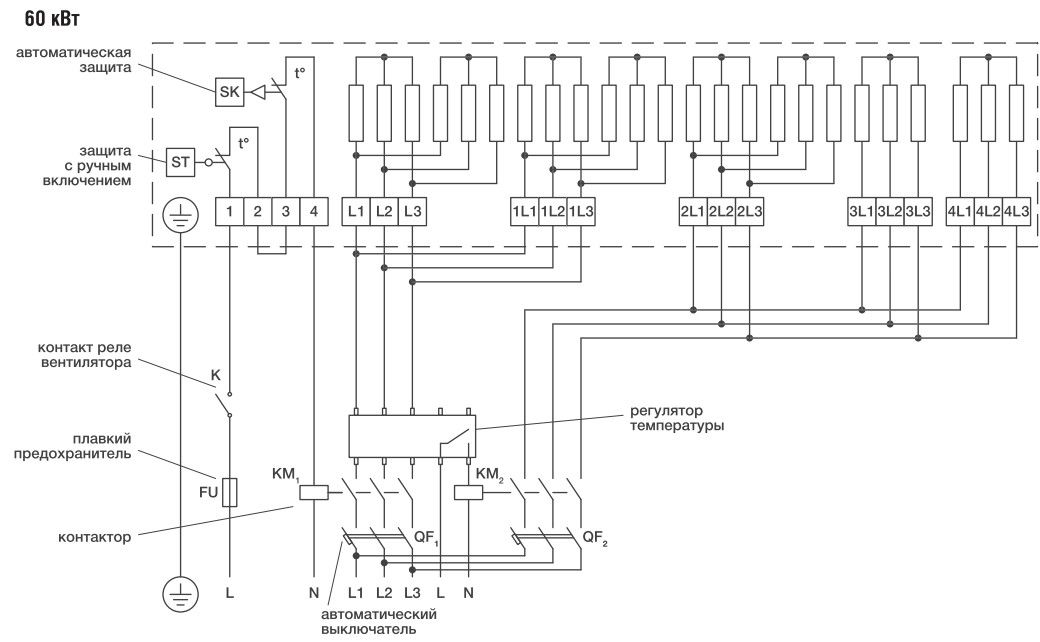 60 кВт
автоматическая
защита
SK
t°
защита
с ручным
включением
ST
t°
1 2 3 4 L1 L2 L3 1L1 1L2 1L3 2L1 2L2 2L3 3L1 3L2 3L3 4L1 4L2 4L3
контакт реле
вентилятора
K
регулятор
температуры
плавкий
предохранитель
FU
KM1
KM2
контактор
QF1
QF2
L N L1 L2 L3 L N
автоматический
выключатель